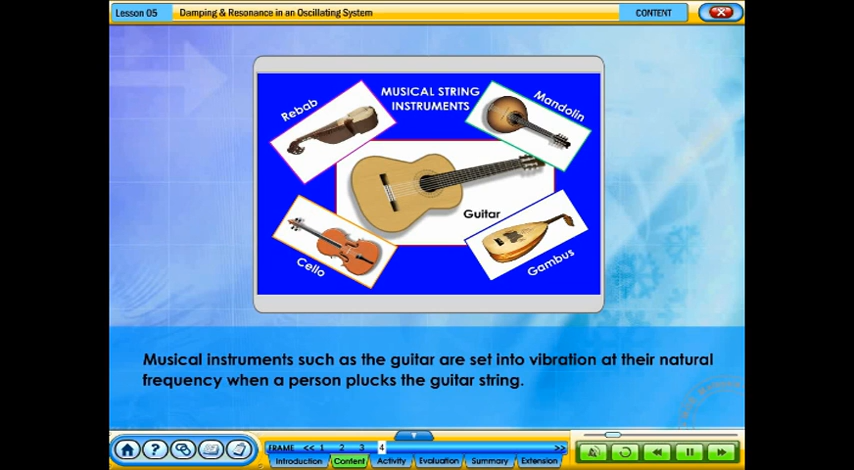 Lesson 05
Damping & Resonance in an Oscillating System
CONTENT
MUSICAL STRING
INSTRUMENTS
Rebab
Mandolin
Guitar
Cello
Gambus
Musical instruments such as the guitar are set into vibration at their natural
frequency when a person plucks the guitar string.
FRAME << 1 2 3 4 >>
Introduction Content Activity Evaluation Summary Extension